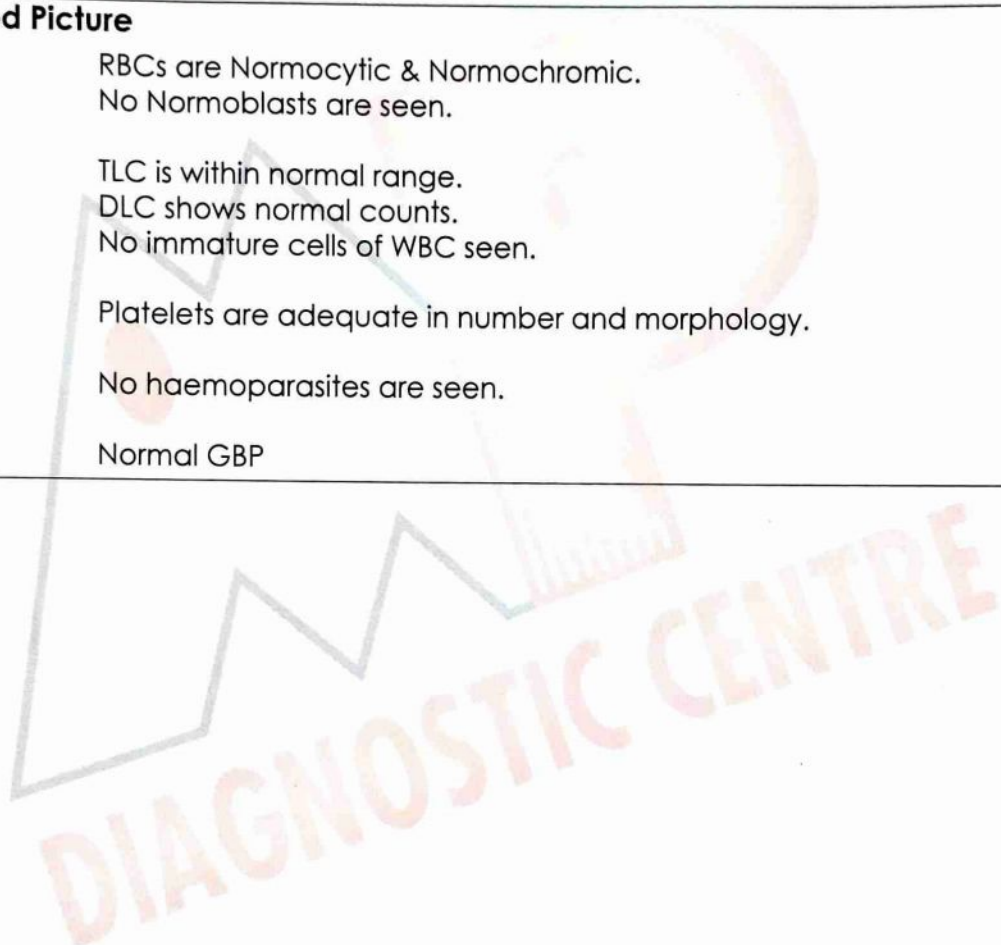 d Picture
RBCs are Normocytic & Normochromic.
No Normoblasts are seen.
TLC is within normal range.
DLC shows normal counts.
No immature cells of WBC seen.
Platelets are adequate in number and morphology.
No haemoparasites are seen.
Normal GBP
DIAGNOSTIC CENTRE